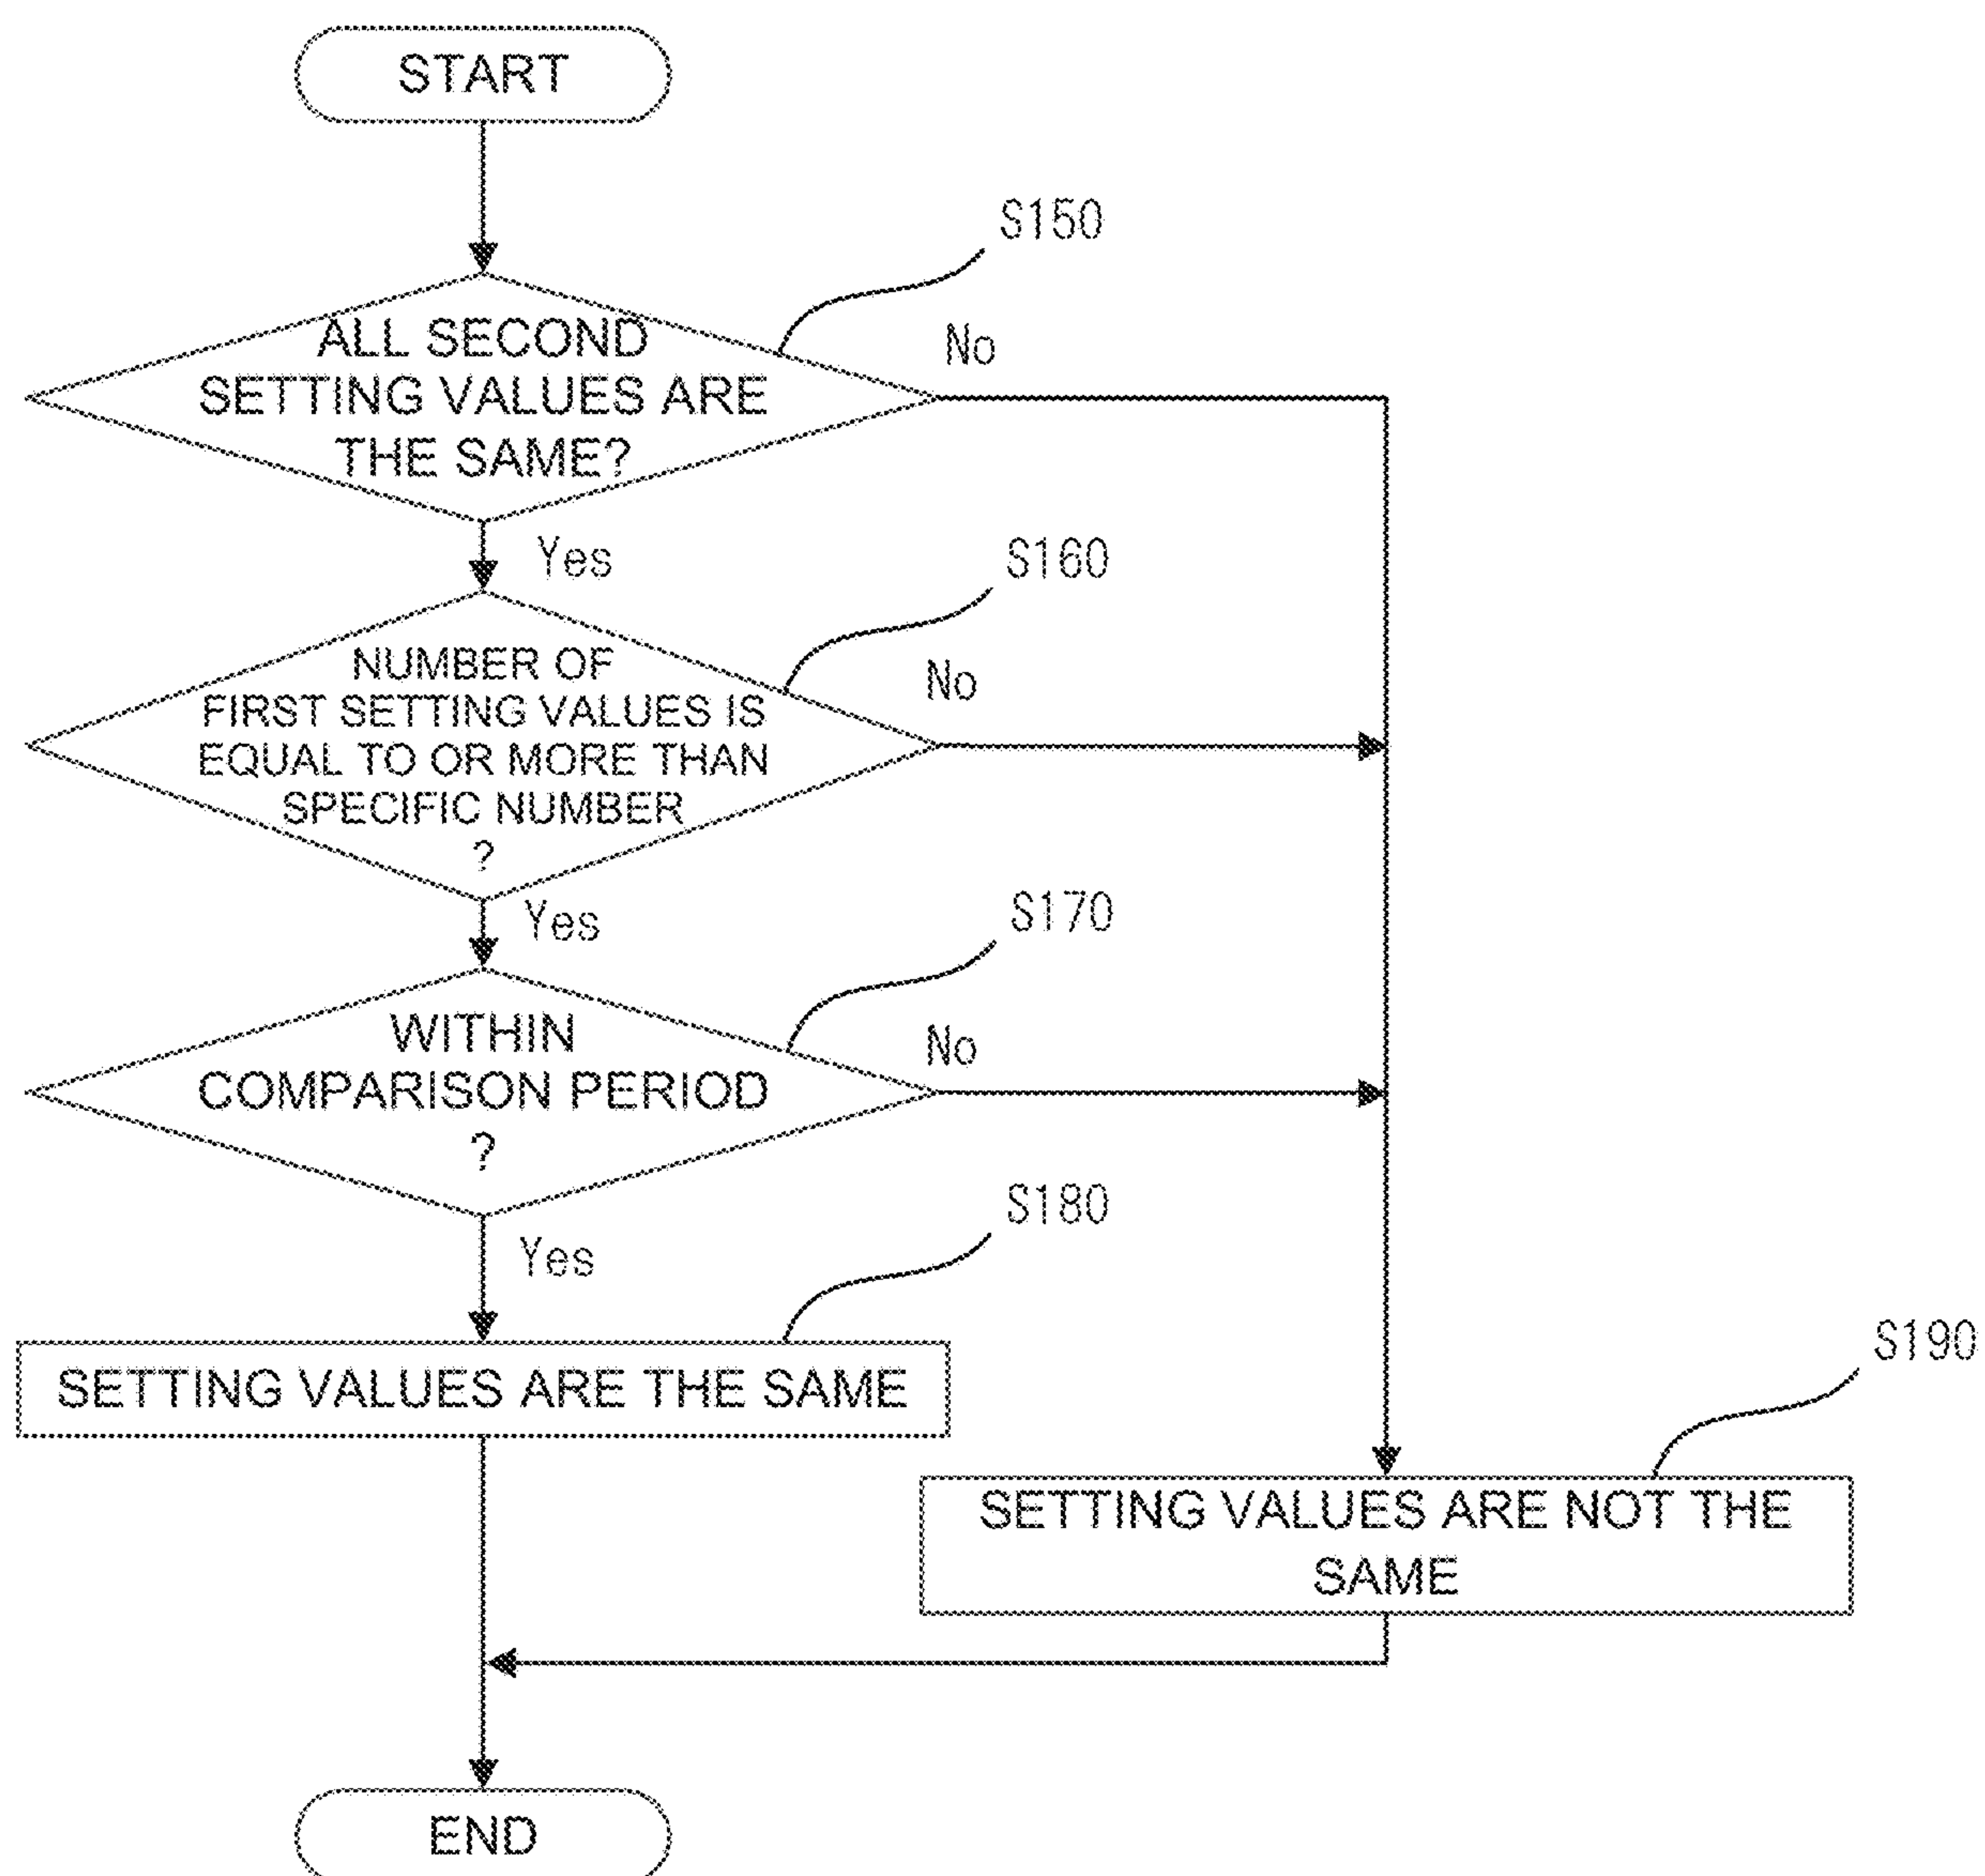 START
S150
ALL SECOND
SETTING VALUES ARE
THE SAME?
No
Yes
S160
NUMBER OF
FIRST SETTING VALUES IS
EQUAL TO OR MORE THAN
SPECIFIC NUMBER
?
No
Yes
S170
WITHIN
COMPARISON PERIOD
?
No
Yes
S180
SETTING VALUES ARE THE SAME
S190
SETTING VALUES ARE NOT THE
SAME
END